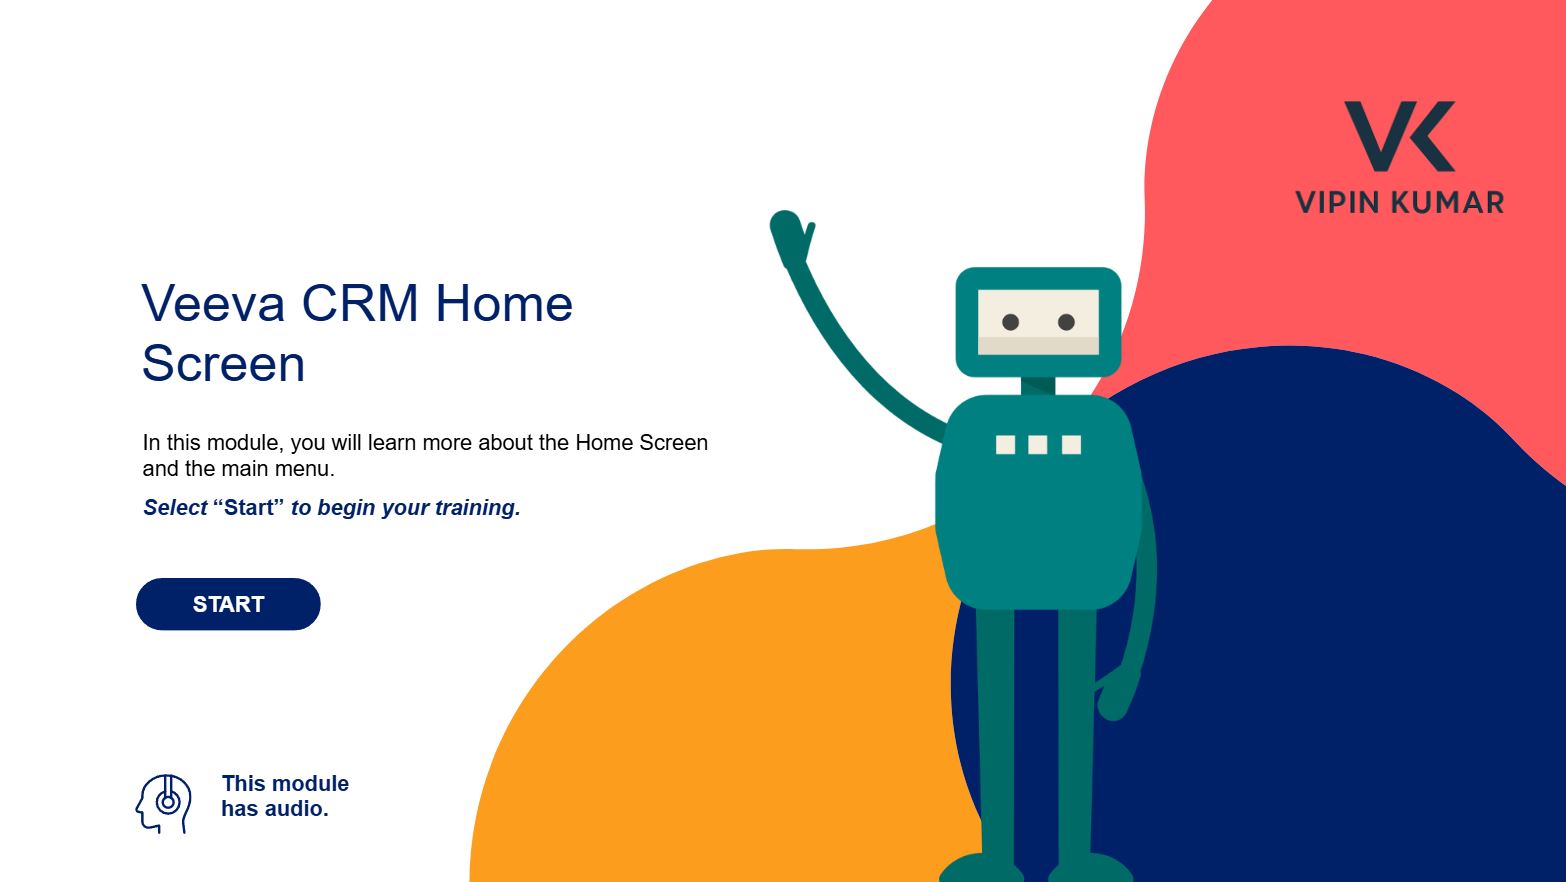 VK
VIPIN KUMAR
Veeva CRM Home
Screen
In this module, you will learn more about the Home Screen
and the main menu.
Select “Start” to begin your training.
START
This module
has audio.